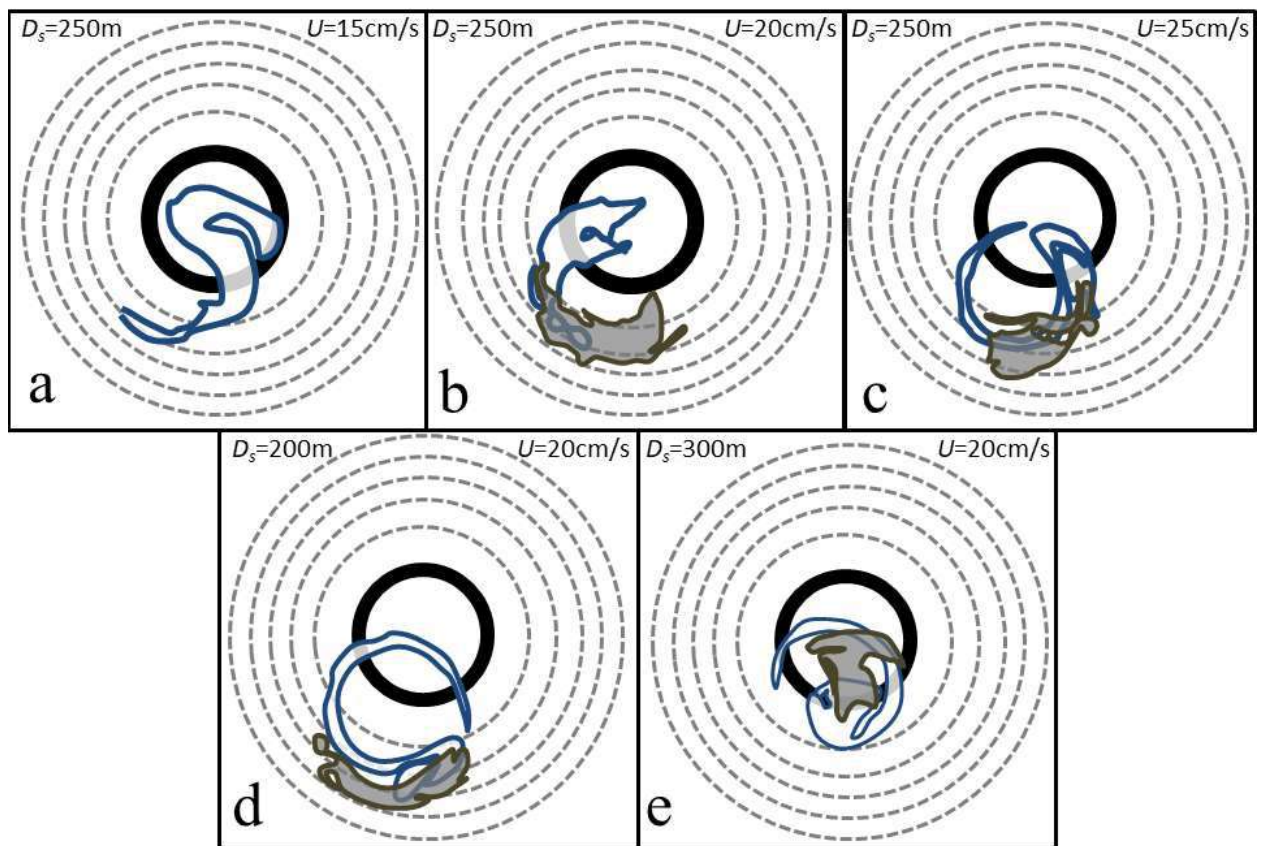 Dₛ=250m U=15cm/s
a
Dₛ=250m U=20cm/s
b
Dₛ=250m U=25cm/s
c
Dₛ=200m U=20cm/s
d
Dₛ=300m U=20cm/s
e